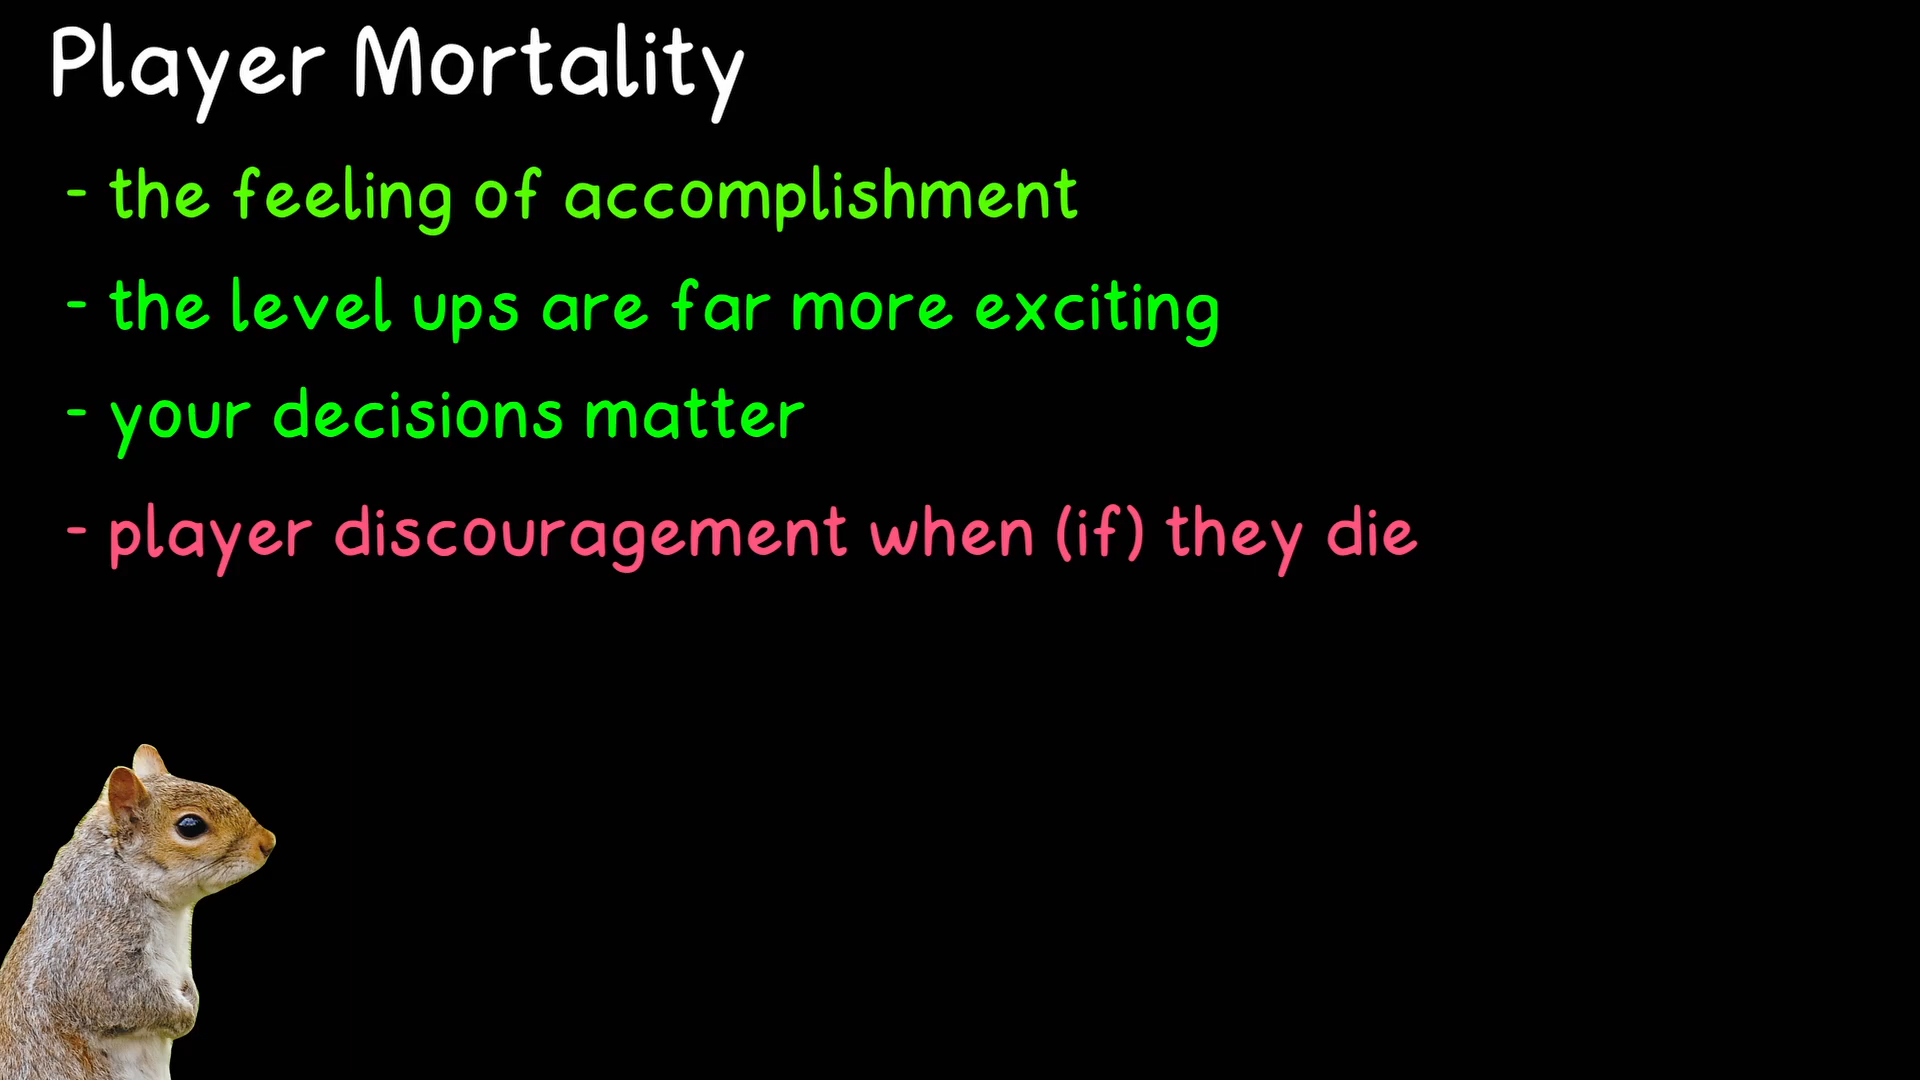 Player Mortality
- the feeling of accomplishment
- the level ups are far more exciting
- your decisions matter
- player discouragement when (if) they die